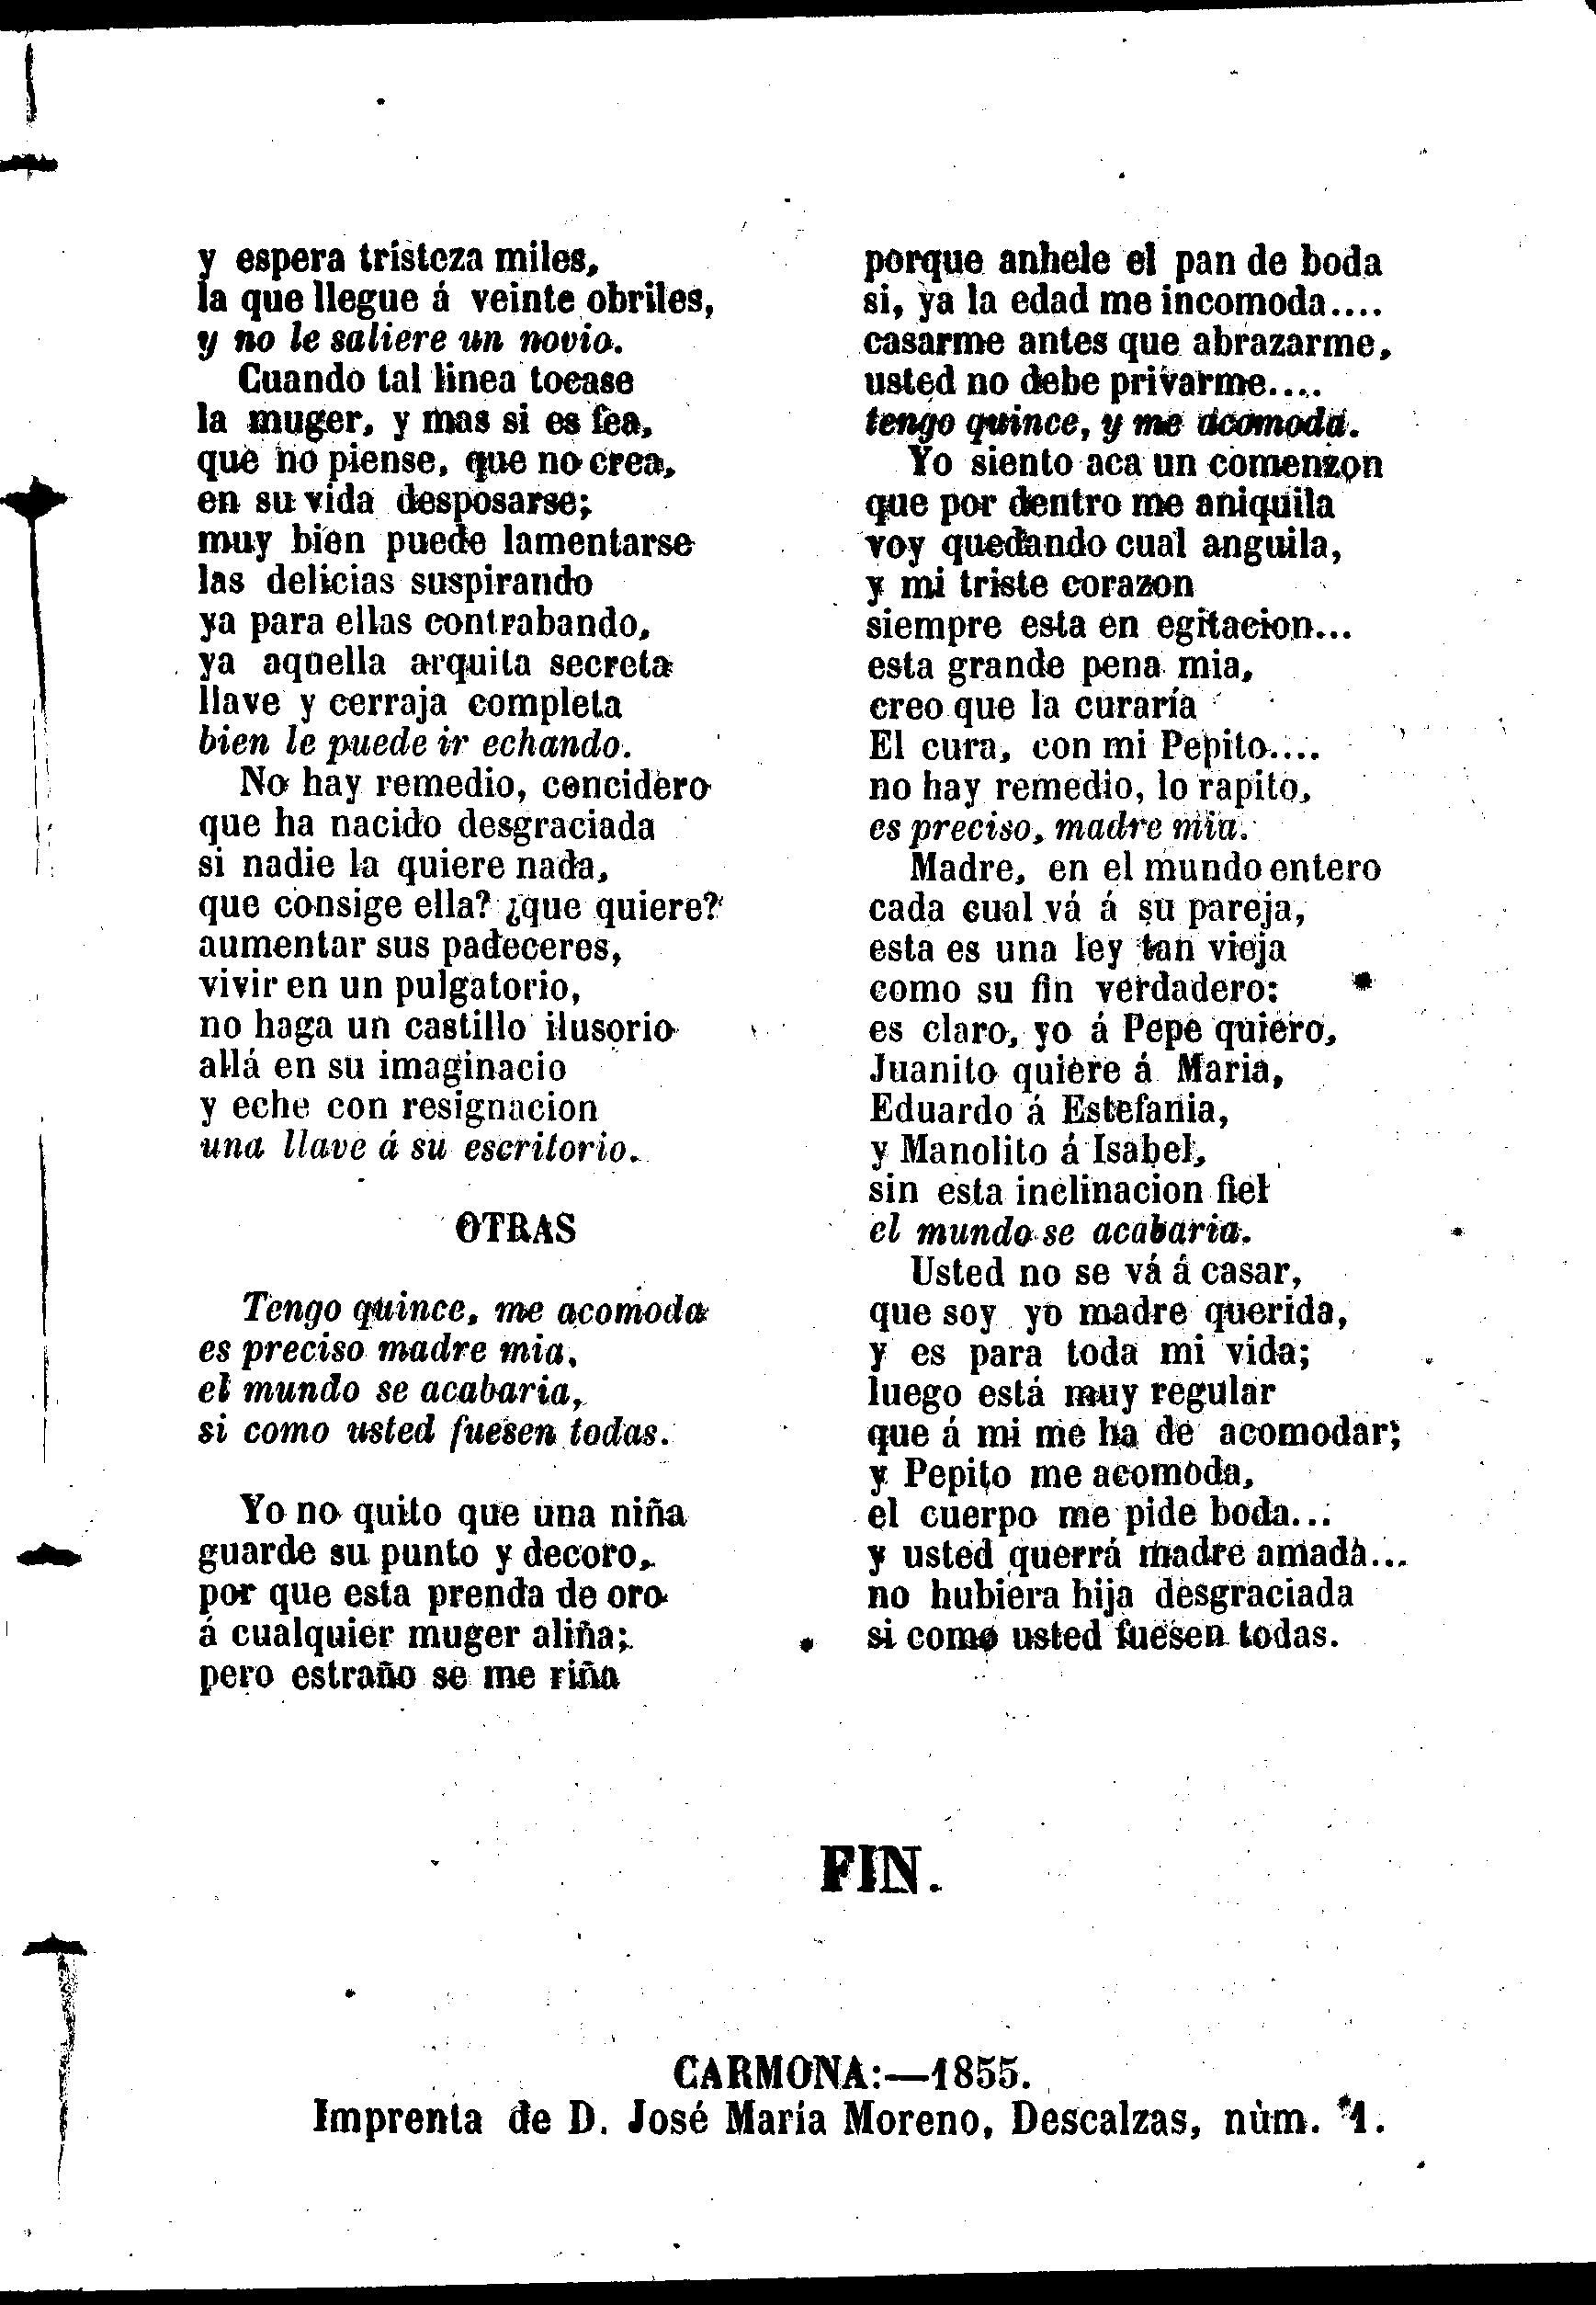 y espera tristeza miles,
la que llegue á veinte obriles,
y no le saliere un novio.
Cuando tal linea tocase
la muger, y mas si es fea,
que no piense, que no crea,
en su vida desposarse;
muy bien puede lamentarse
las delicias suspirando
ya para ellas contrabando,
ya aquella arquita secreta
llave y cerraja completa
bien le puede ir echando.
No hay remedio, concidero
que ha nacido desgraciada
si nadie la quiere nada,
que consige ella? ¿que quiere?
aumentar sus padeceres,
vivir en un pulgatorio,
no haga un castillo ilusorio
allá en su imaginacio
y eche con resignacion
una llave á su escritorio.
OTRAS
Tengo quince, me acomoda
es preciso madre mia,
el mundo se acabaria,
si como usted fuesen todas.
Yo no quito que una niña
guarde su punto y decoro,
por que esta prenda de oro
á cualquier muger aliña;
pero estraño se me riña
porque anhele el pan de boda
si, ya la edad me incomoda....
casarme antes que abrazarme,
usted no debe privarme....
tengo quince, y me acomoda.
Yo siento aca un comenzon
que por dentro me aniquila
voy quedando cual anguila,
y mi triste corazon
siempre esta en egitacion...
esta grande pena mia,
creo que la curaría
El cura, con mi Pepito....
no hay remedio, lo rapito,
es preciso, madre mia.
Madre, en el mundo entero
cada cual vá á su pareja,
esta es una ley tan vieja
como su fin verdadero:
es claro, yo á Pepe quiero,
Juanito quiere á Maria,
Eduardo á Estefania,
y Manolito á Isabel,
sin esta inclinacion fiel
el mundo se acabaria.
Usted no se vá á casar,
que soy yo madre querida,
y es para toda mi vida;
luego está muy regular
que á mi me ha de acomodar;
y Pepito me acomoda,
el cuerpo me pide boda...
y usted querrá madre amada...
no hubiera hija desgraciada
si como usted fuesen todas.
FIN.
CARMONA:—1855.
Imprenta de D. José María Moreno, Descalzas, núm. 1.